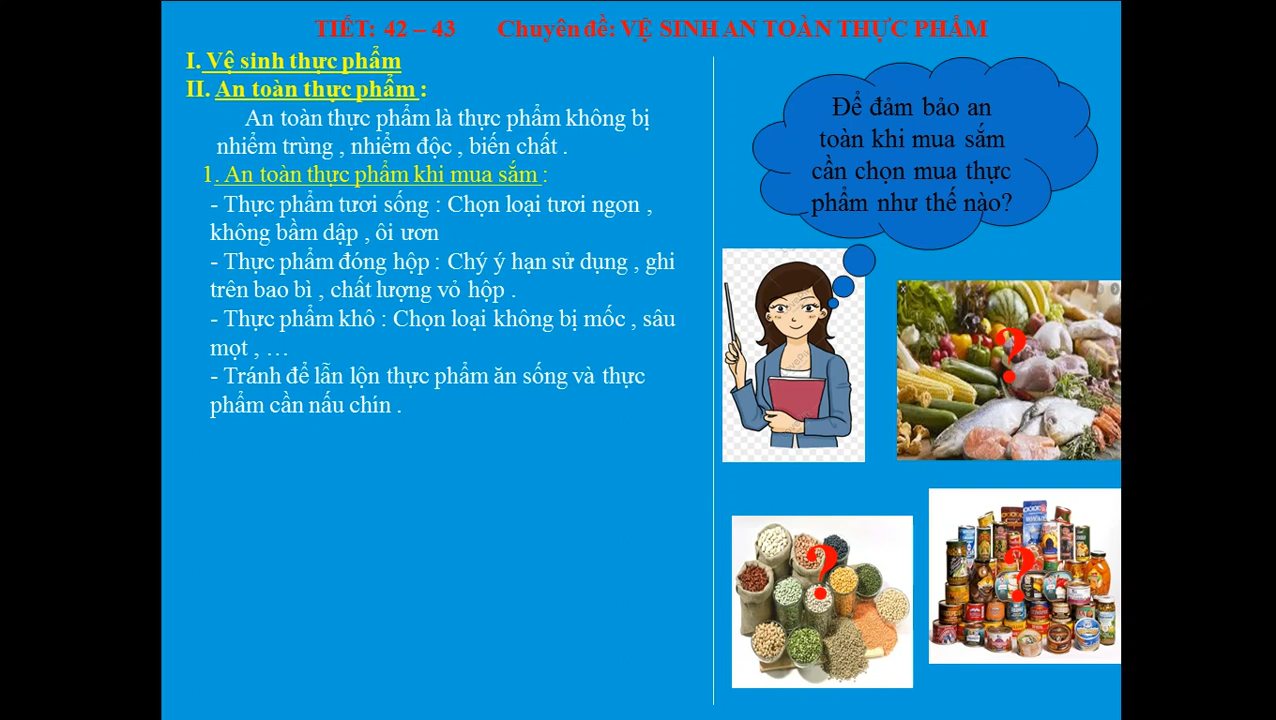 TIẾT: 42 – 43 Chuyên đề: VỆ SINH AN TOÀN THỰC PHẨM
I. Vệ sinh thực phẩm
II. An toàn thực phẩm :
An toàn thực phẩm là thực phẩm không bị
nhiểm trùng , nhiểm độc , biến chất .
1. An toàn thực phẩm khi mua sắm :
- Thực phẩm tươi sống : Chọn loại tươi ngon ,
không bầm dập , ôi ươn
- Thực phẩm đóng hộp : Chý ý hạn sử dụng , ghi
trên bao bì , chất lượng vỏ hộp .
- Thực phẩm khô : Chọn loại không bị mốc , sâu
mọt , …
- Tránh để lẫn lộn thực phẩm ăn sống và thực
phẩm cần nấu chín .
Để đảm bảo an
toàn khi mua sắm
cần chọn mua thực
phẩm như thế nào?
?
?
?